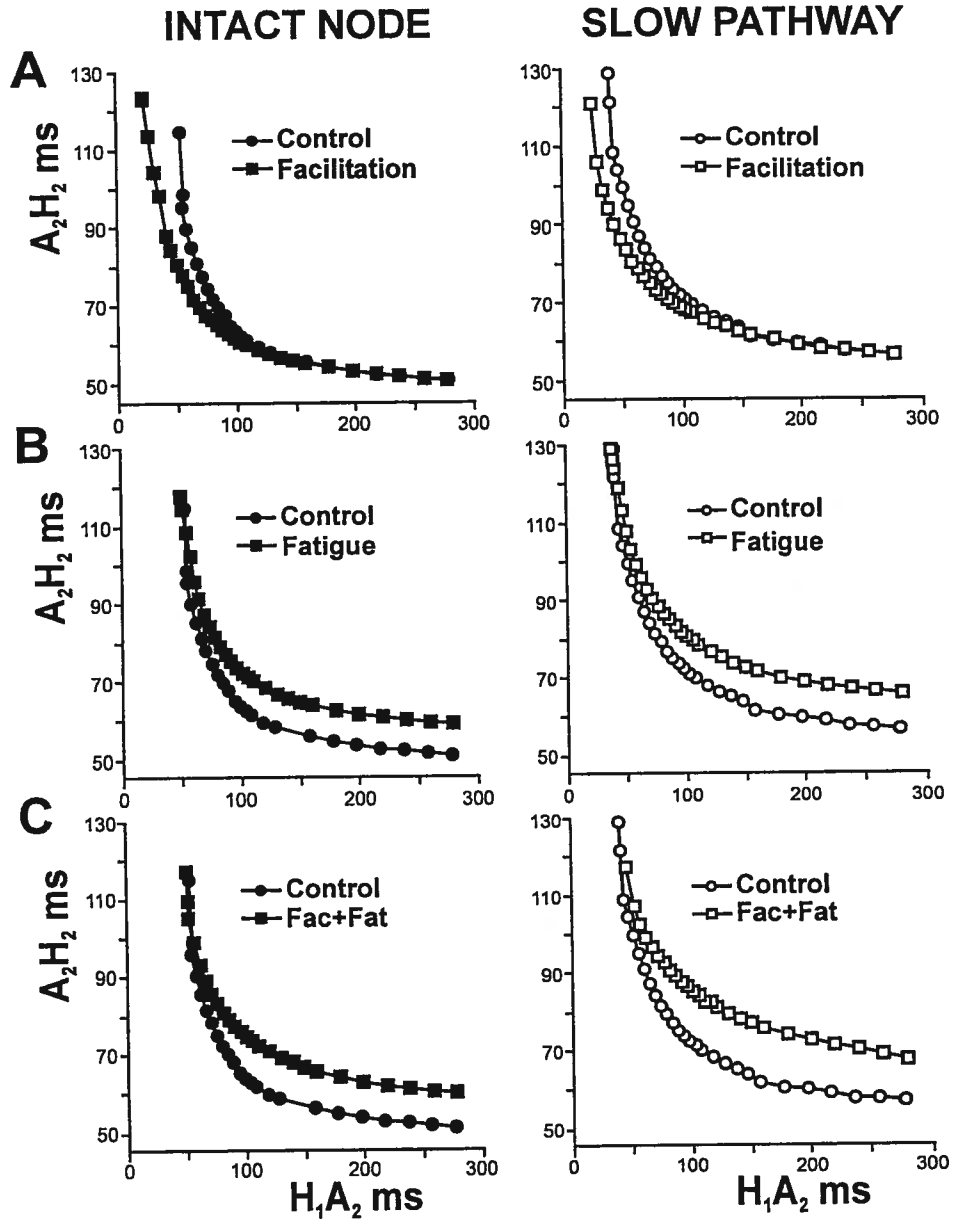 INTACT NODE
SLOW PATHWAY
A
A₂H₂ ms
130
110
90
70
50
Control
Facilitation
0
100
200
300
130
110
90
70
50
Control
Facilitation
0
100
200
300
B
A₂H₂ ms
130
110
90
70
50
Control
Fatigue
0
100
200
300
130
110
90
70
50
Control
Fatigue
0
100
200
300
C
A₂H₂ ms
130
110
90
70
50
Control
Fac+Fat
0
100
200
300
H₁A₂ ms
130
110
90
70
50
Control
Fac+Fat
0
100
200
300
H₁A₂ ms